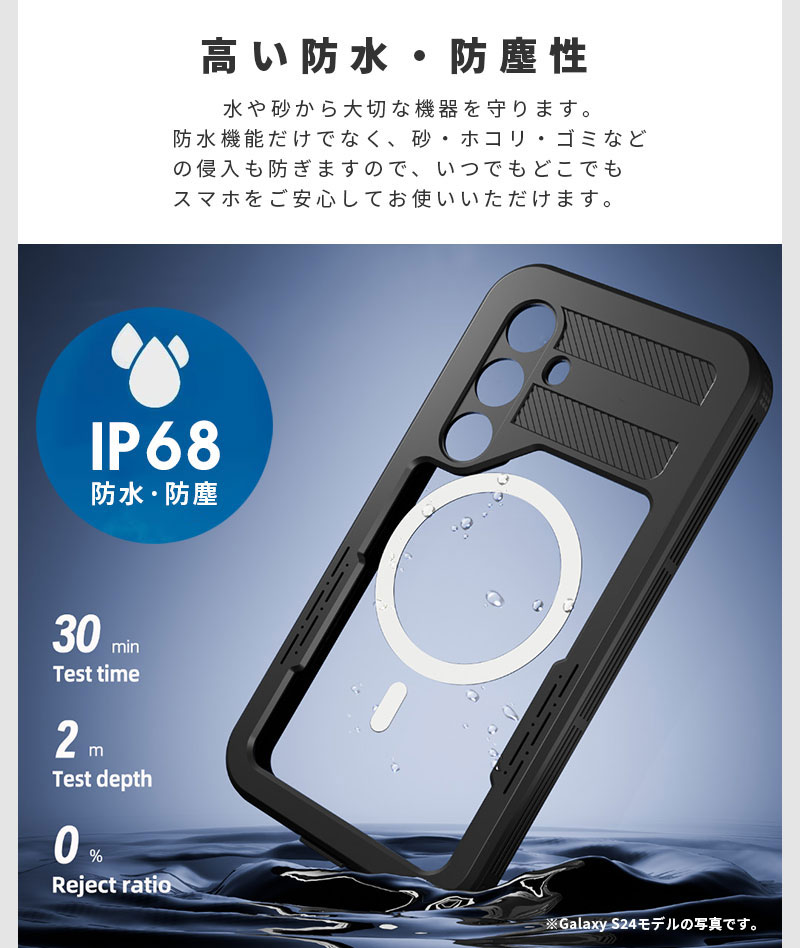 高い防水・防塵性
水や砂から大切な機器を守ります。
防水機能だけでなく、砂・ホコリ・ゴミなど
の侵入も防ぎますので、いつでもどこでも
スマホをご安心してお使いいただけます。
IP68
防水・防塵
30 min
Test time
2 m
Test depth
0 %
Reject ratio
※Galaxy S24モデルの写真です。